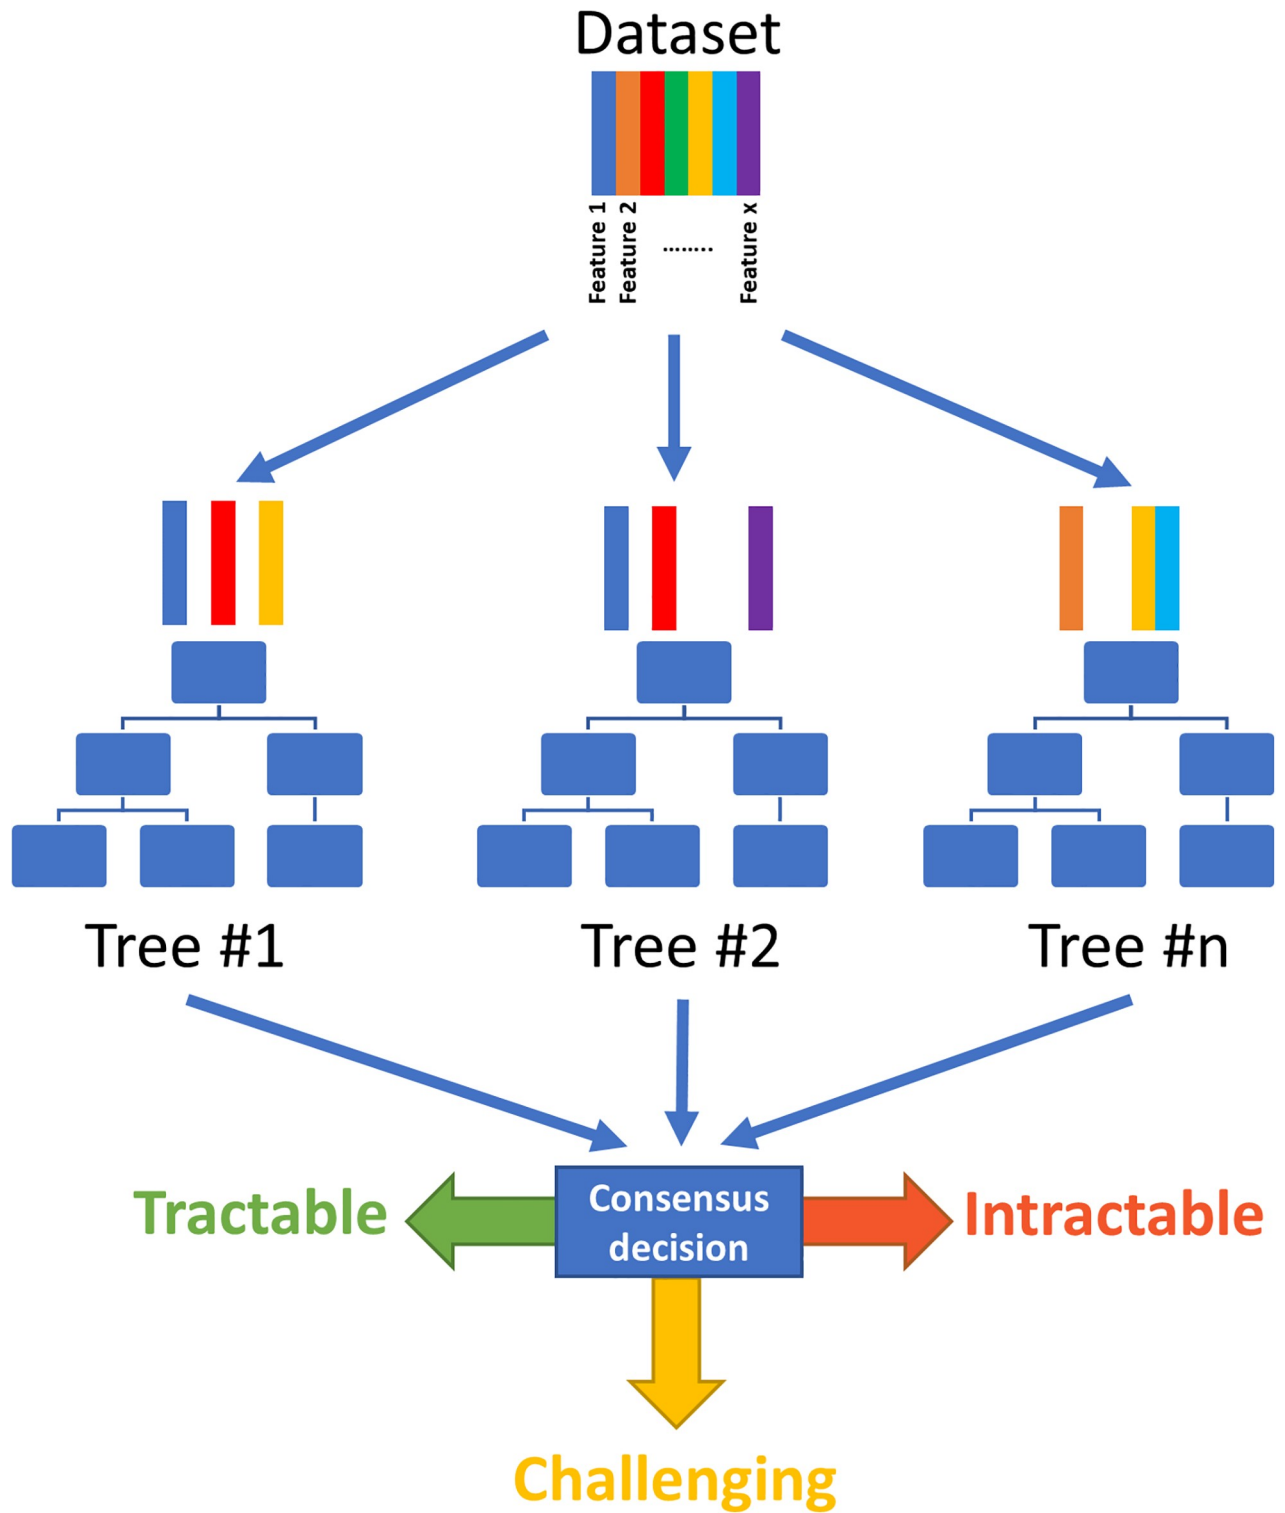 Dataset
Feature 1
Feature 2
........
Feature x
Tree #1
Tree #2
Tree #n
Consensus
decision
Tractable
Intractable
Challenging